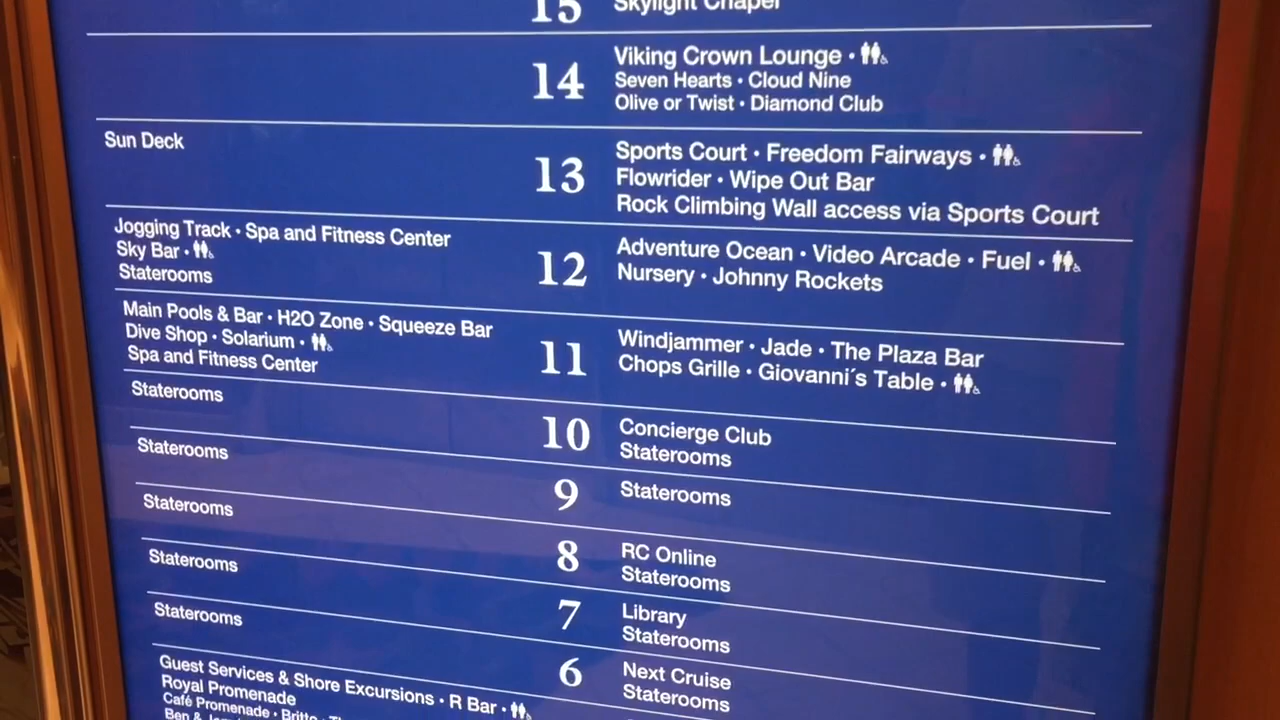 15
Skylight Chapel
14
Viking Crown Lounge •
Seven Hearts • Cloud Nine
Olive or Twist • Diamond Club
Sun Deck
13
Sports Court • Freedom Fairways •
Flowrider • Wipe Out Bar
Rock Climbing Wall access via Sports Court
Jogging Track • Spa and Fitness Center
Sky Bar •
Staterooms
12
Adventure Ocean • Video Arcade • Fuel •
Nursery • Johnny Rockets
Main Pools & Bar • H2O Zone • Squeeze Bar
Dive Shop • Solarium •
Spa and Fitness Center
11
Windjammer • Jade • The Plaza Bar
Chops Grille • Giovanni´s Table •
Staterooms
10
Concierge Club
Staterooms
Staterooms
9
Staterooms
Staterooms
8
RC Online
Staterooms
Staterooms
7
Library
Staterooms
Staterooms
6
Next Cruise
Staterooms
Guest Services & Shore Excursions • R Bar •
Royal Promenade
Café Promenade •
Ben &